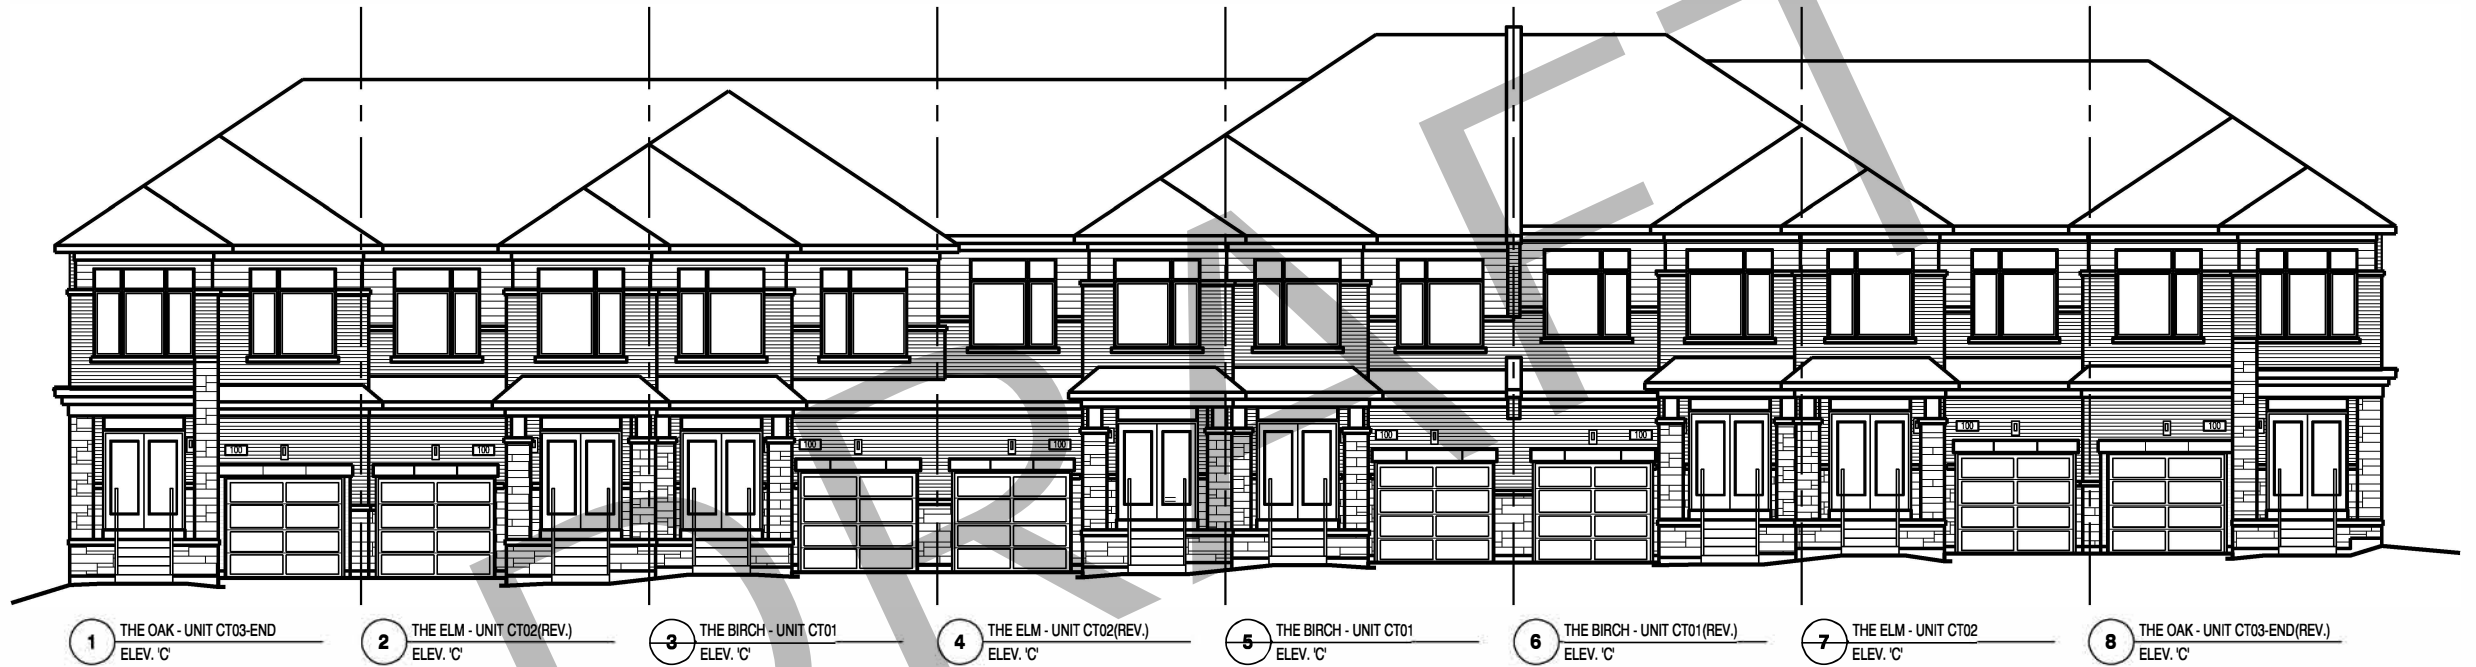 DRAFT
100
100
100
100
100
100
100
100
1
THE OAK - UNIT CT03-END
ELEV. 'C'
2
THE ELM - UNIT CT02(REV.)
ELEV. 'C'
3
THE BIRCH - UNIT CT01
ELEV. 'C'
4
THE ELM - UNIT CT02(REV.)
ELEV. 'C'
5
THE BIRCH - UNIT CT01
ELEV. 'C'
6
THE BIRCH - UNIT CT01(REV.)
ELEV. 'C'
7
THE ELM - UNIT CT02
ELEV. 'C'
8
THE OAK - UNIT CT03-END(REV.)
ELEV. 'C'